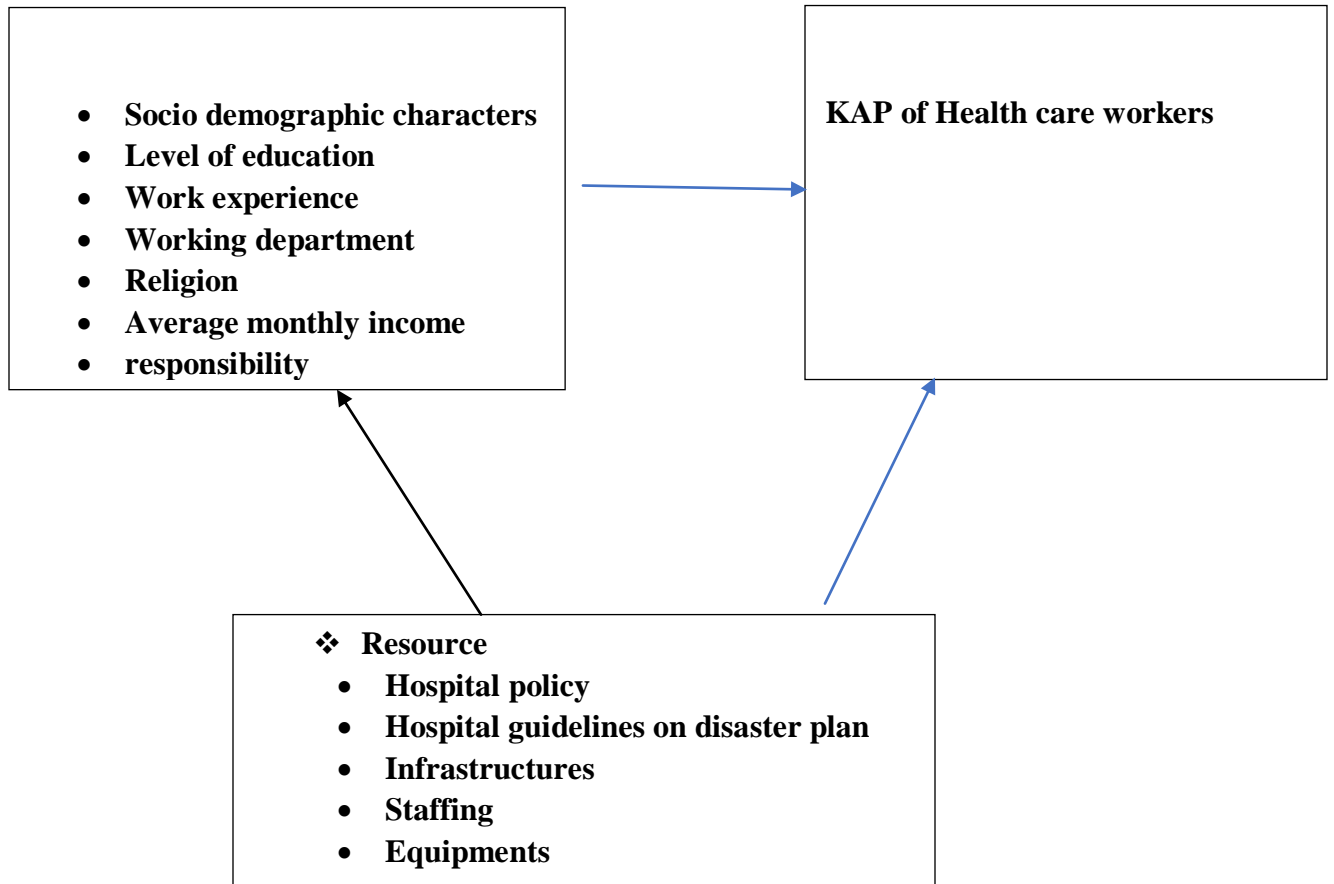 • Socio demographic characters
• Level of education
• Work experience
• Working department
• Religion
• Average monthly income
• responsibility
KAP of Health care workers
❖ Resource
• Hospital policy
• Hospital guidelines on disaster plan
• Infrastructures
• Staffing
• Equipments